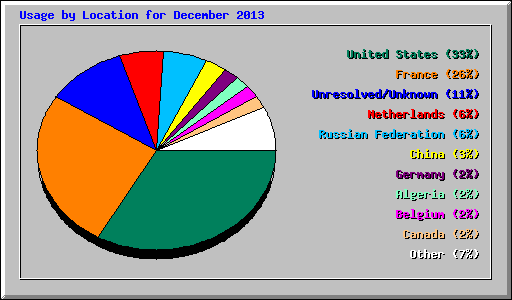 Usage by Location for December 2013
United States (33%)
France (26%)
Unresolved/Unknown (11%)
Netherlands (6%)
Russian Federation (6%)
China (3%)
Germany (2%)
Algeria (2%)
Belgium (2%)
Canada (2%)
Other (7%)